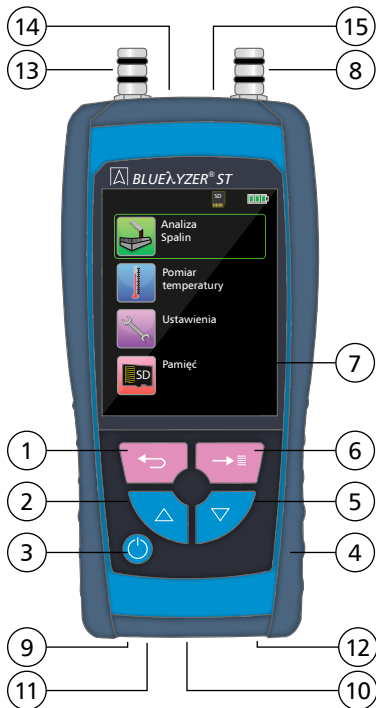 14
15
13
8
BLUEλYZER® ST
SD
Analiza
Spalin
Pomiar
temperatury
Ustawienia
SD
Pamięć
7
1
6
2
5
3
4
9
12
11
10